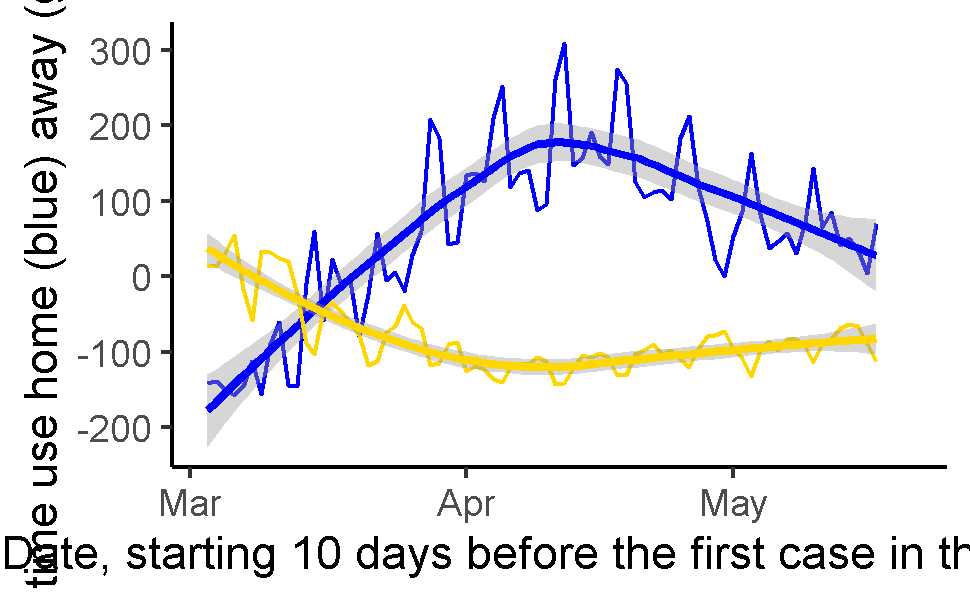 time use home (blue) away (
300
200
100
0
-100
-200
Mar Apr May
Date, starting 10 days before the first case in th